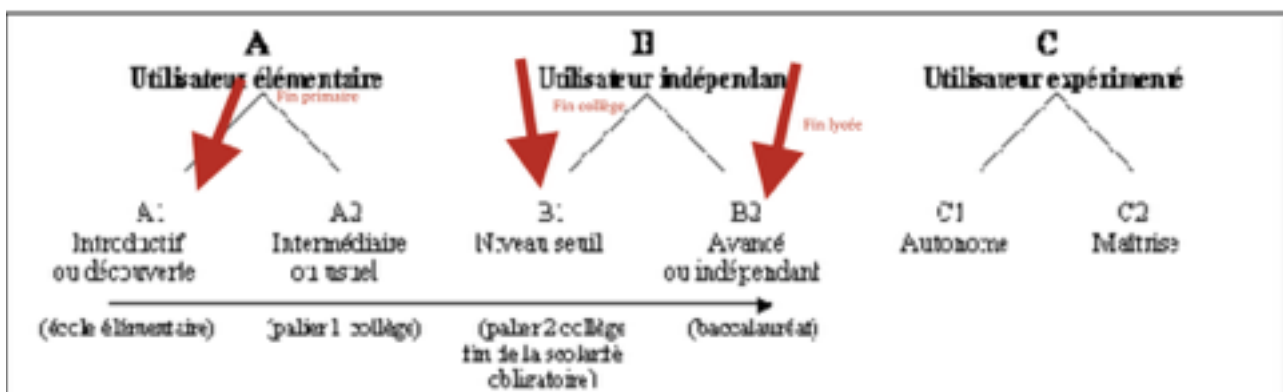 A
Utilisateur élémentaire
Fin primaire
A1
Introductif
ou découverte
(école élémentaire)
A2
Intermédiaire
ou usuel
(palier 1 collège)
B
Utilisateur indépendan
Fin collège
Fin lycée
B1
Niveau seuil
(palier 2 collège
fin de la scolarité
obligatoire)
B2
Avancé
ou indépendant
(baccalauréat)
C
Utilisateur expérimenté
C1
Autonome
C2
Maîtrise